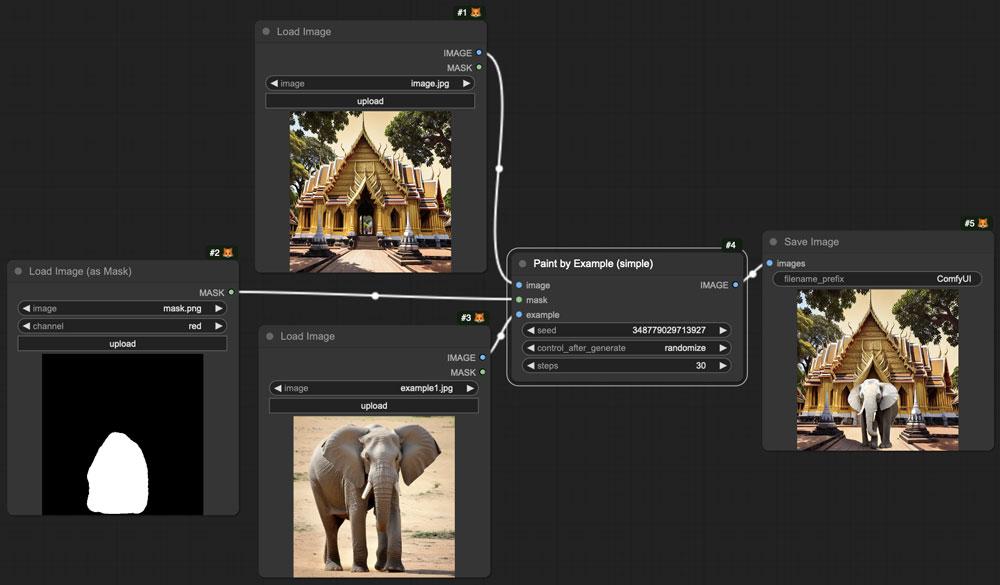 #1
Load Image
IMAGE
MASK
image image.jpg
upload
#2
Load Image (as Mask)
MASK
image mask.png
channel red
upload
#3
Load Image
IMAGE
MASK
image example1.jpg
upload
#4
Paint by Example (simple)
image IMAGE
mask
example
seed 348779029713927
control_after_generate randomize
steps 30
#5
Save Image
images
filename_prefix ComfyUI